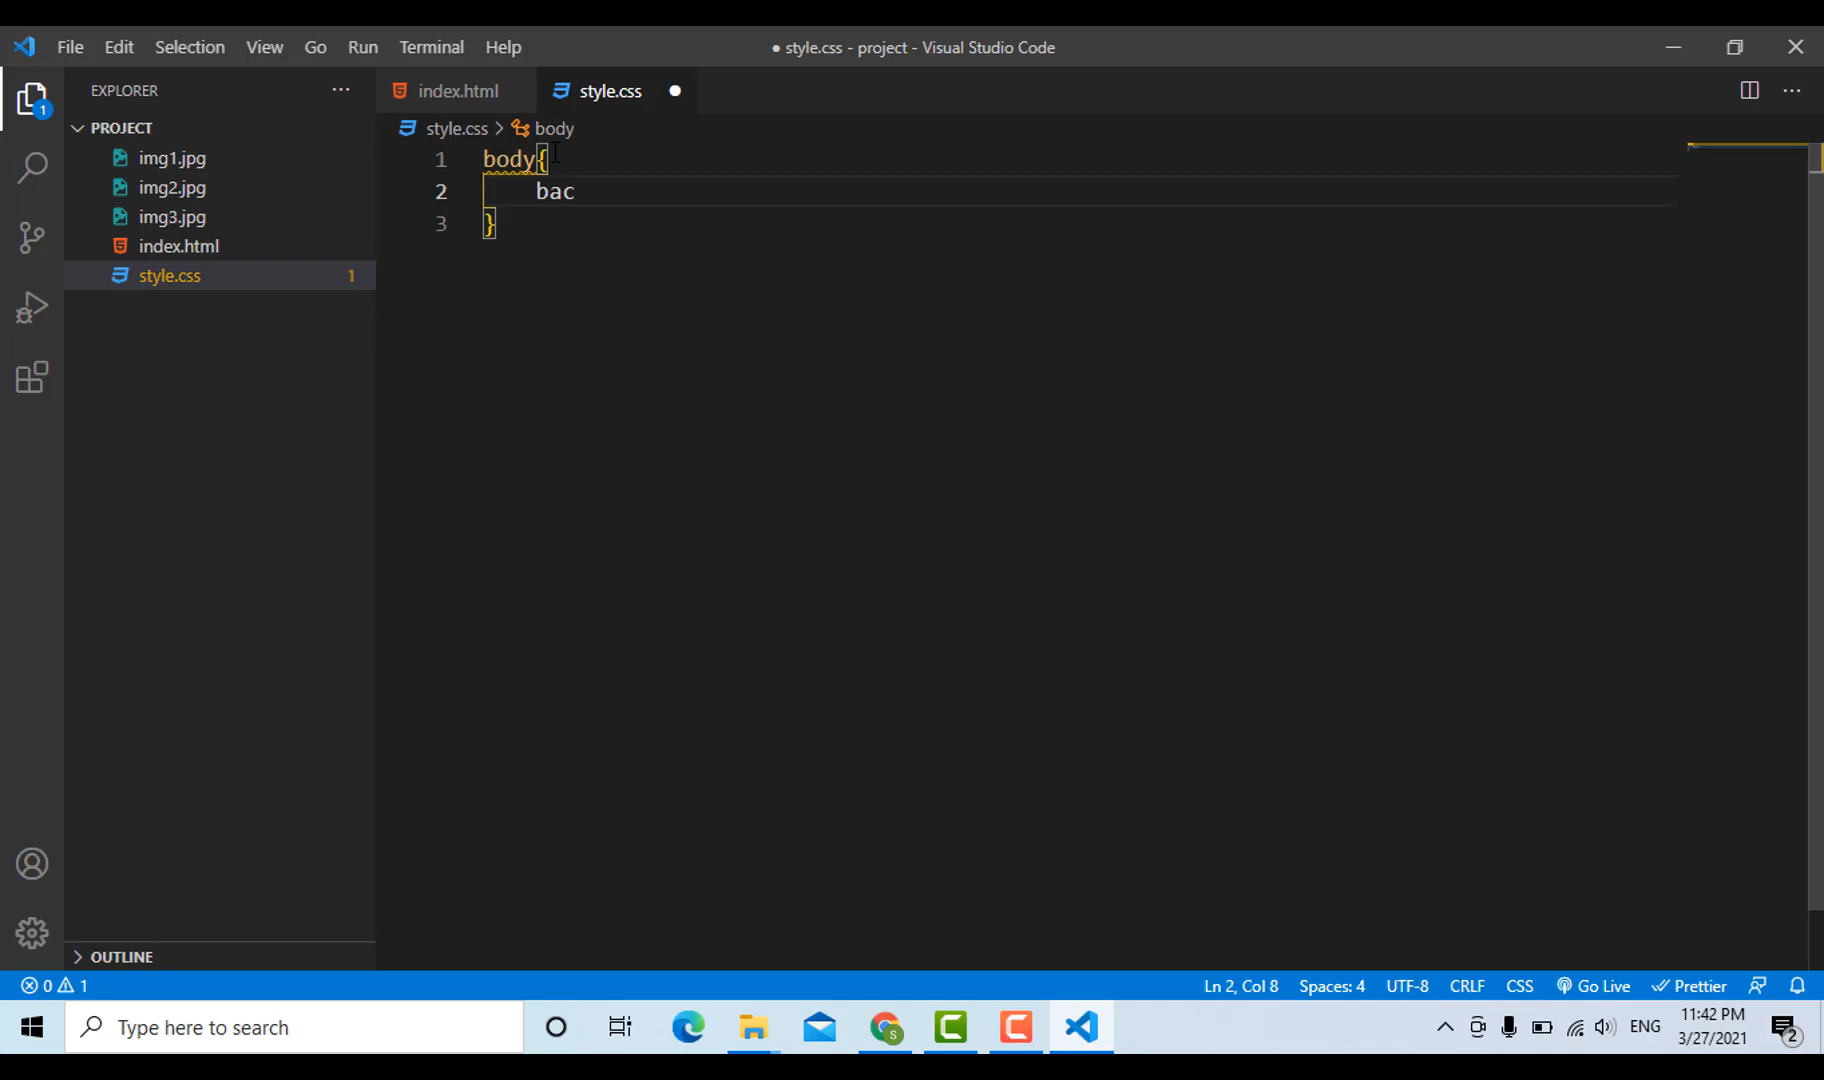 File Edit Selection View Go Run Terminal Help
● style.css - project - Visual Studio Code
EXPLORER ···
index.html
style.css ●
···
PROJECT
style.css > body
img1.jpg
img2.jpg
img3.jpg
index.html
style.css 1
1 body{
2 bac
3 }
1
OUTLINE
0 1
Ln 2, Col 8 Spaces: 4 UTF-8 CRLF CSS Go Live Prettier
Type here to search
S
ENG
11:42 PM
3/27/2021
2